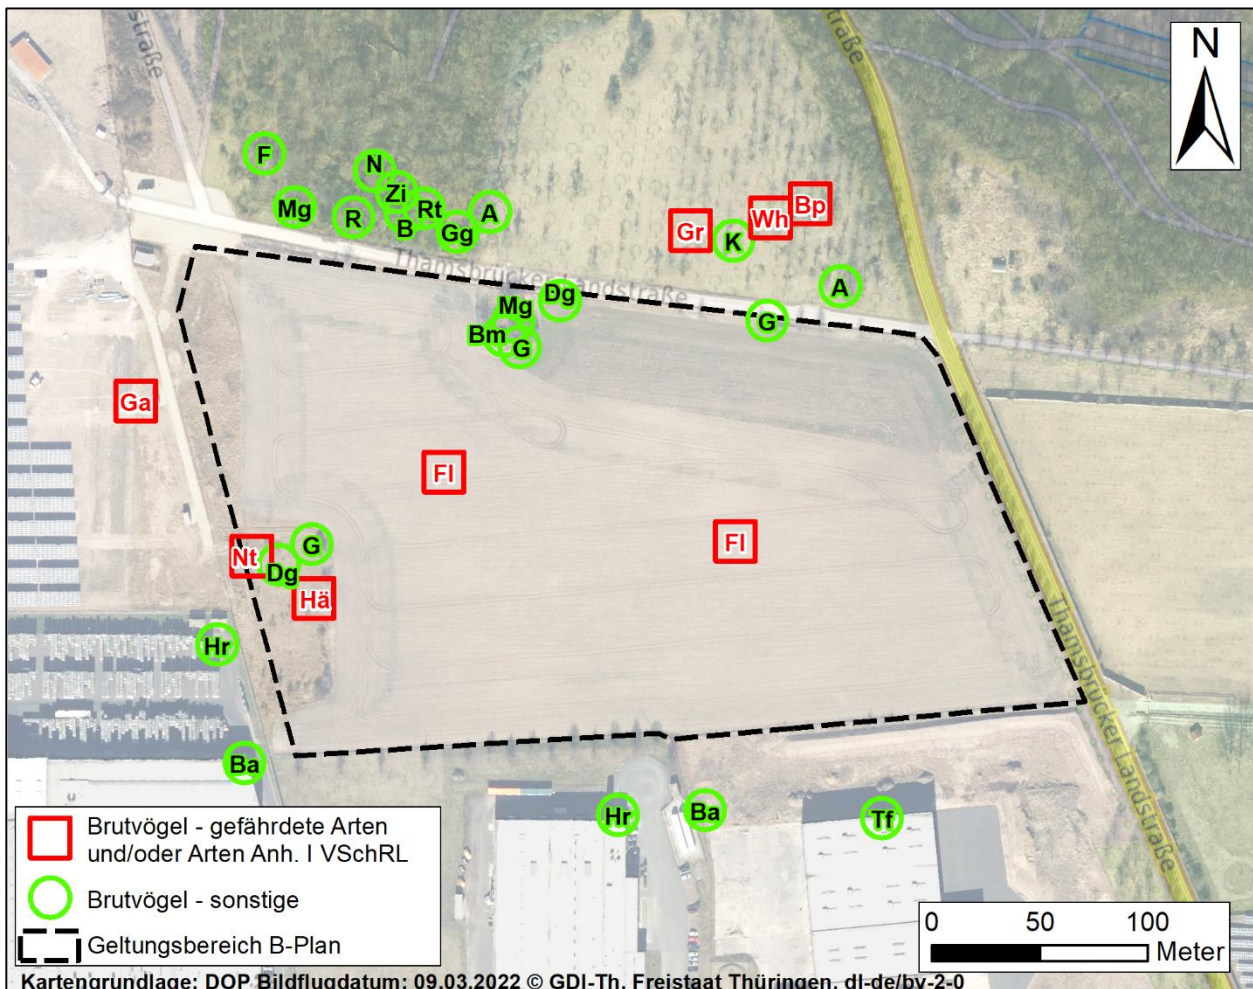 straße
straße
N
F
N
Zi
Mg
R
B
Rt
Gg
A
Gr
K
Wh
Bp
A
Thamsbrücker Landstraße
Dg
Mg
G
Bm
G
Ga
Fl
Fl
Nt
G
Dg
Hä
Hr
Thamsbrücker Landstraße
Ba
Hr
Ba
Tf
Brutvögel - gefährdete Arten
und/oder Arten Anh. I VSchRL
Brutvögel - sonstige
Geltungsbereich B-Plan
0 50 100
Meter
Kartengrundlage: DOP Bildflugdatum: 09.03.2022 © GDI-Th, Freistaat Thüringen, dl-de/by-2-0